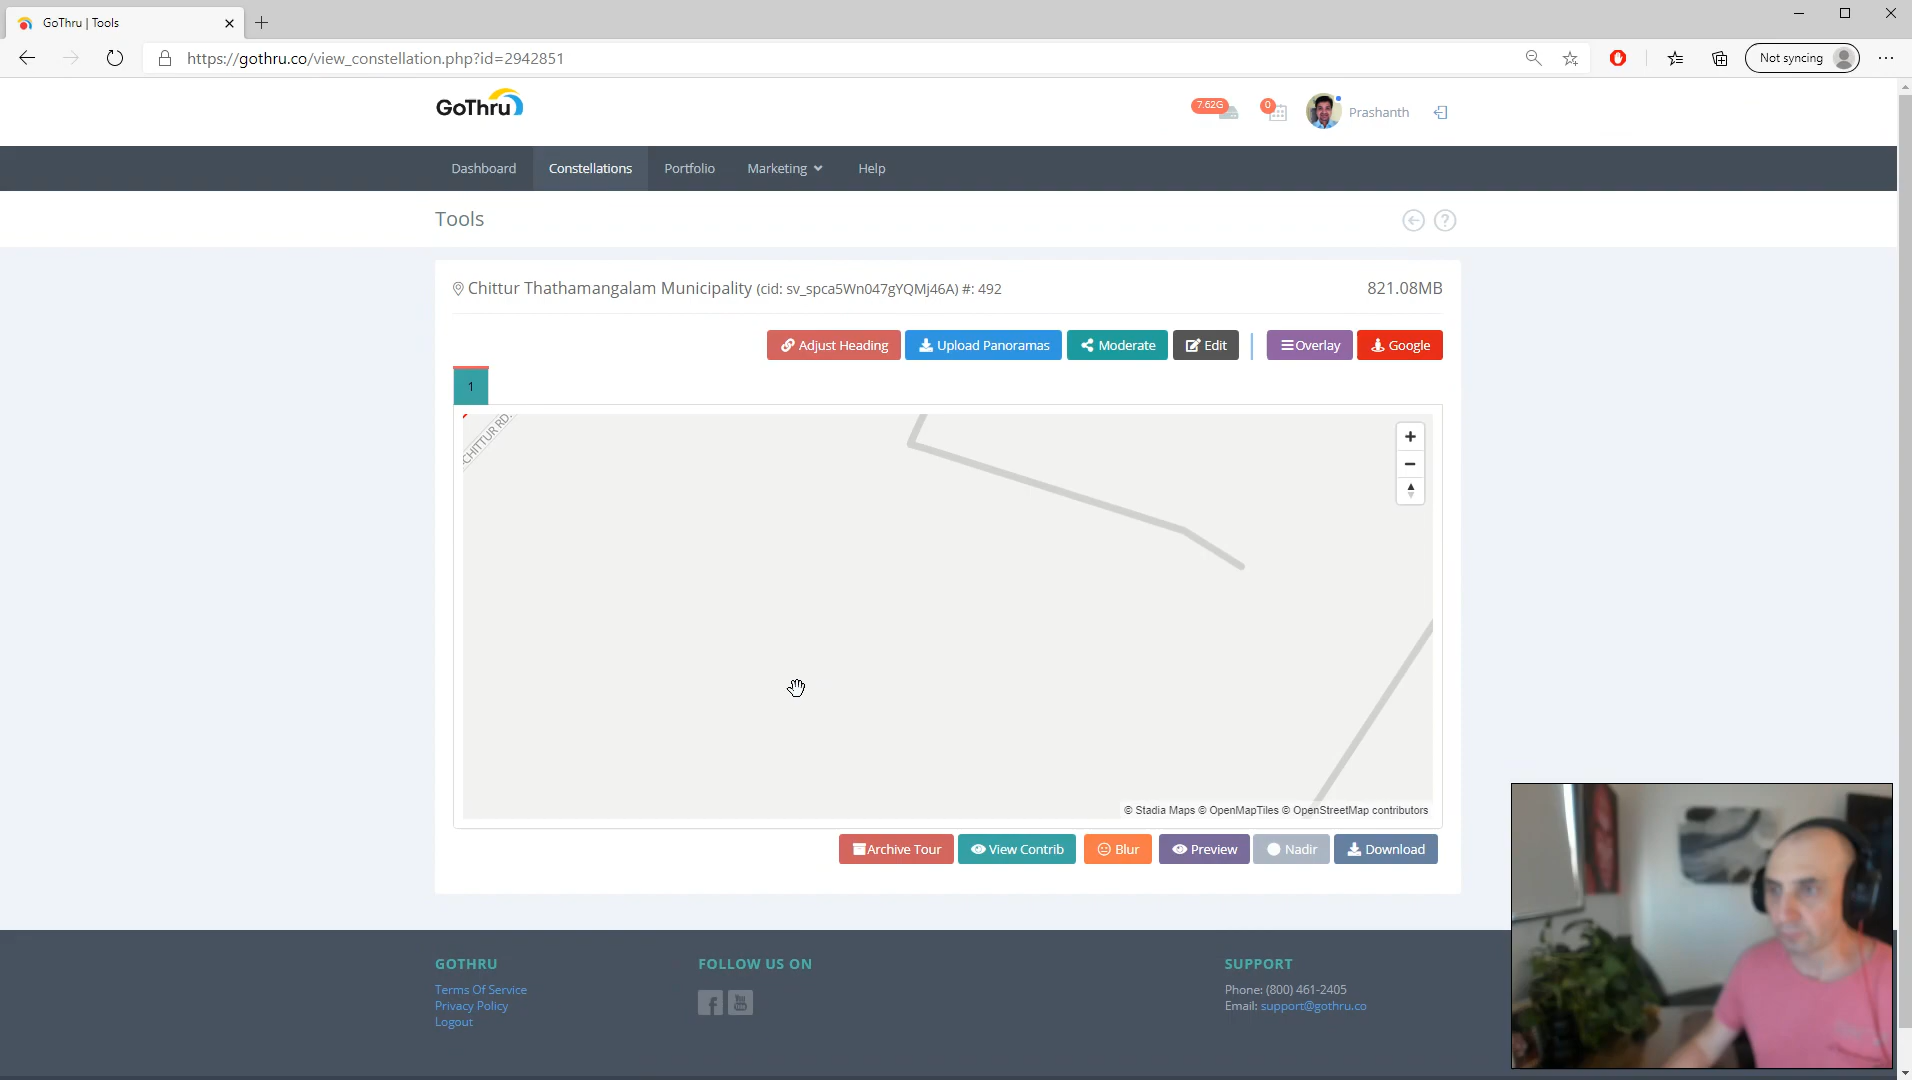 GoThru | Tools
https://gothru.co/view_constellation.php?id=2942851
Not syncing
GoThru
7.62G
0
Prashanth
Dashboard
Constellations
Portfolio
Marketing
Help
Tools
Chittur Thathamangalam Municipality (cid: sv_spca5Wn047gYQMj46A) #: 492
821.08MB
Adjust Heading
Upload Panoramas
Moderate
Edit
Overlay
Google
1
CHITTUR RD.
© Stadia Maps © OpenMapTiles © OpenStreetMap contributors
Archive Tour
View Contrib
Blur
Preview
Nadir
Download
GOTHRU
FOLLOW US ON
SUPPORT
Terms Of Service
Phone: (800) 461-2405
Privacy Policy
Email: support@gothru.co
Logout